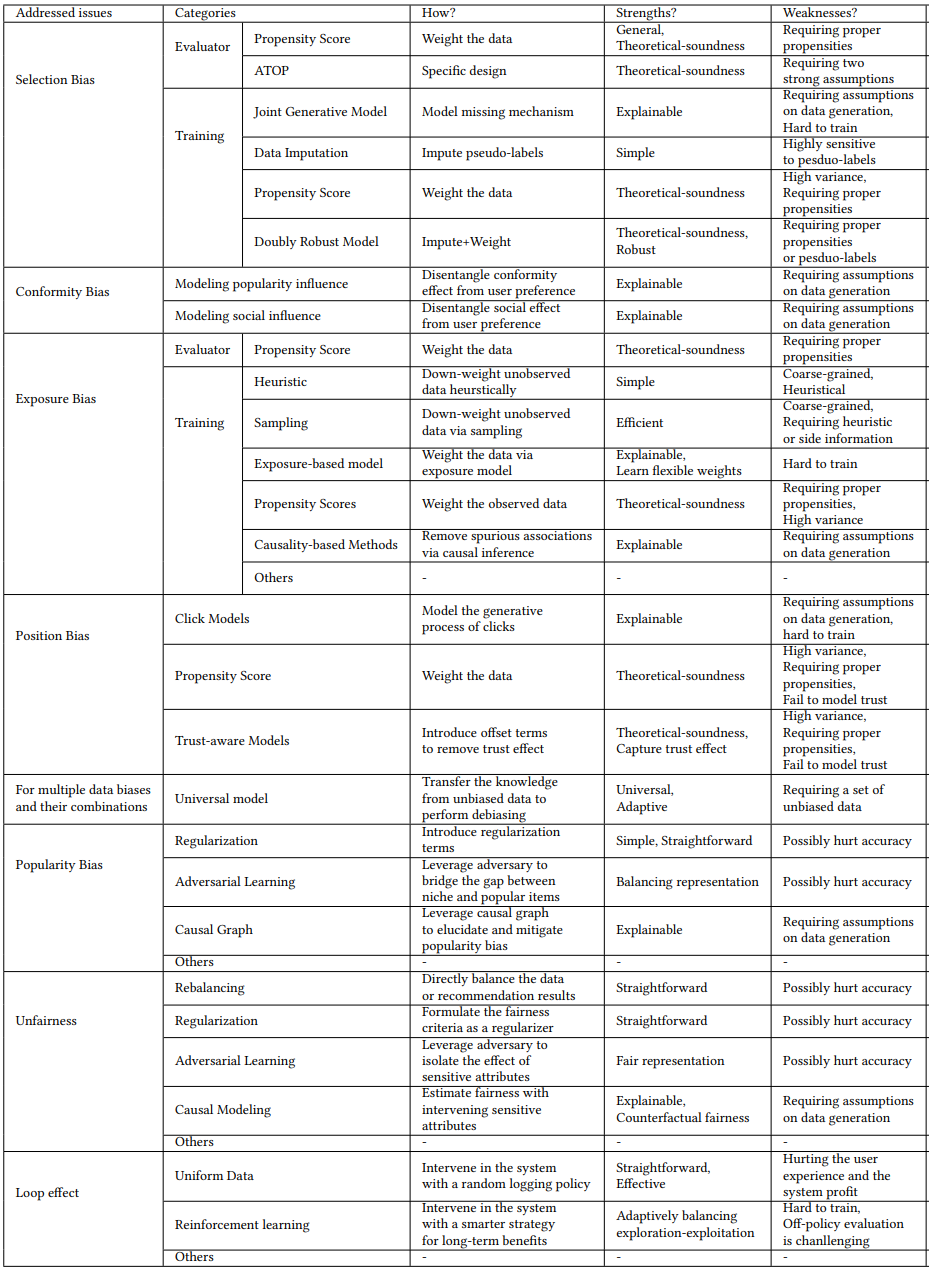 Addressed issues Categories How? Strengths? Weaknesses?
Selection Bias
Evaluator
Propensity Score Weight the data General, Requiring proper
Theoretical-soundness propensities
ATOP Specific design Theoretical-soundness Requiring two
strong assumptions
Training
Joint Generative Model Model missing mechanism Explainable Requiring assumptions
on data generation,
Hard to train
Data Imputation Impute pseudo-labels Simple Highly sensitive
to pesduo-labels
Propensity Score Weight the data Theoretical-soundness High variance,
Requiring proper
propensities
Doubly Robust Model Impute+Weight Theoretical-soundness, Requiring proper
Robust propensities
or pesduo-labels
Conformity Bias
Modeling popularity influence Disentangle conformity Explainable Requiring assumptions
effect from user preference on data generation
Modeling social influence Disentangle social effect Explainable Requiring assumptions
from user preference on data generation
Exposure Bias
Evaluator Propensity Score Weight the data Theoretical-soundness Requiring proper
propensities
Training
Heuristic Down-weight unobserved Simple Coarse-grained,
data heurstically Heuristical
Sampling Down-weight unobserved Efficient Coarse-grained,
data via sampling Requiring heuristic
or side information
Exposure-based model Weight the data via Explainable, Hard to train
exposure model Learn flexible weights
Propensity Scores Weight the observed data Theoretical-soundness Requiring proper
propensities,
High variance
Causality-based Methods Remove spurious associations Explainable Requiring assumptions
via causal inference on data generation
Others - - -
Position Bias
Click Models Model the generative Explainable Requiring assumptions
process of clicks on data generation,
hard to train
Propensity Score Weight the data Theoretical-soundness High variance,
Requiring proper
propensities,
Fail to model trust
Trust-aware Models Introduce offset terms Theoretical-soundness, High variance,
to remove trust effect Capture trust effect Requiring proper
propensities,
Fail to model trust
For multiple data biases Universal model Transfer the knowledge Universal, Requiring a set of
and their combinations from unbiased data to Adaptive unbiased data
perform debiasing
Popularity Bias
Regularization Introduce regularization Simple, Straightforward Possibly hurt accuracy
terms
Adversarial Learning Leverage adversary to Balancing representation Possibly hurt accuracy
bridge the gap between
niche and popular items
Causal Graph Leverage causal graph Explainable Requiring assumptions
to elucidate and mitigate on data generation
popularity bias
Others - - -
Unfairness
Rebalancing Directly balance the data Straightforward Possibly hurt accuracy
or recommendation results
Regularization Formulate the fairness Straightforward Possibly hurt accuracy
criteria as a regularizer
Adversarial Learning Leverage adversary to Fair representation Possibly hurt accuracy
isolate the effect of
sensitive attributes
Causal Modeling Estimate fairness with Explainable, Requiring assumptions
intervening sensitive Counterfactual fairness on data generation
attributes
Others - - -
Loop effect
Uniform Data Intervene in the system Straightforward, Hurting the user
with a random logging policy Effective experience and the
system profit
Reinforcement learning Intervene in the system Adaptively balancing Hard to train,
with a smarter strategy exploration-exploitation Off-policy evaluation
for long-term benefits is chanllenging
Others - - -